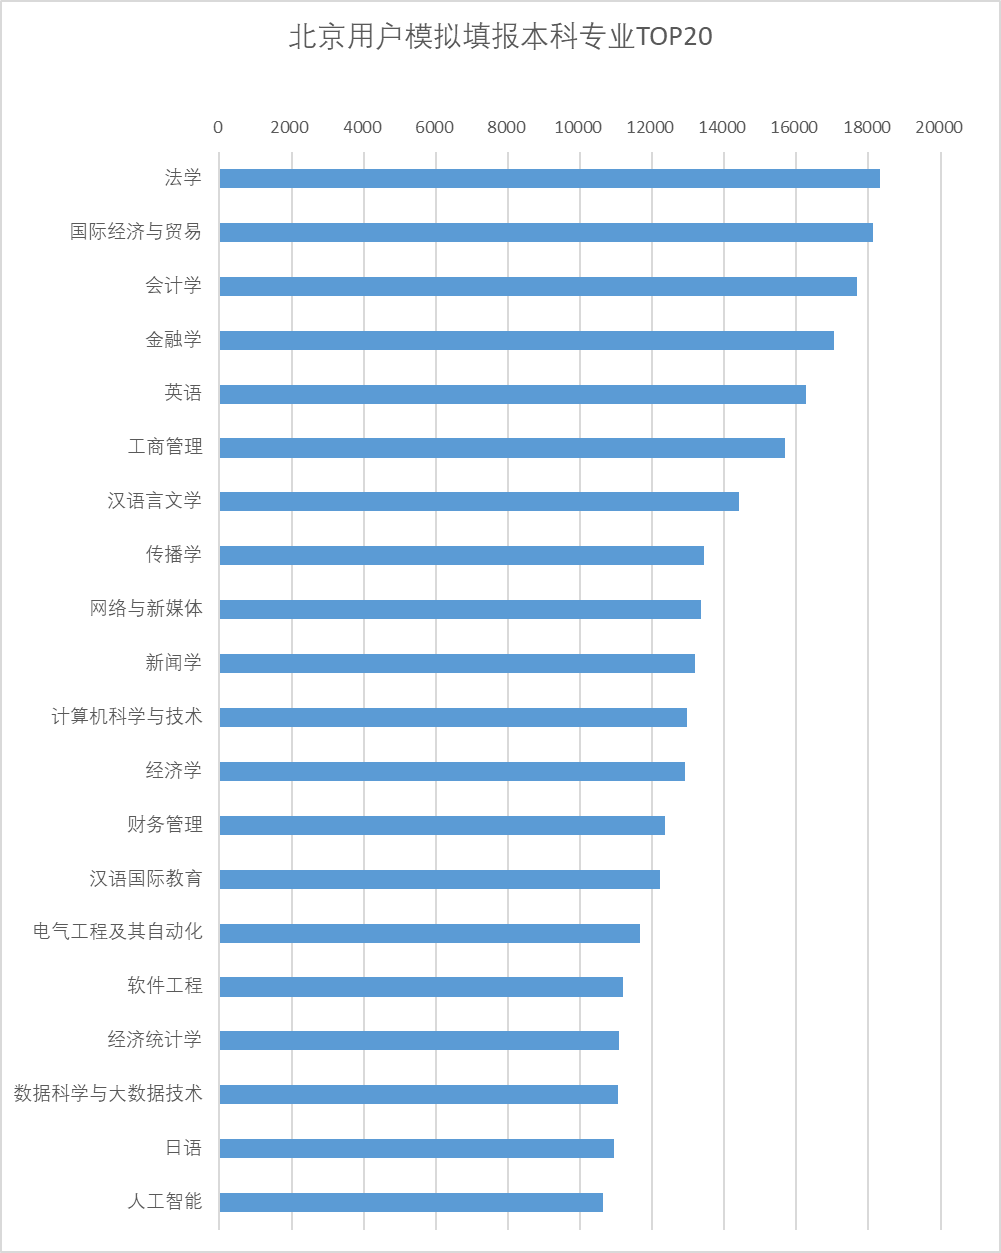 北京用户模拟填报本科专业TOP20
0 2000 4000 6000 8000 10000 12000 14000 16000 18000 20000
法学
国际经济与贸易
会计学
金融学
英语
工商管理
汉语言文学
传播学
网络与新媒体
新闻学
计算机科学与技术
经济学
财务管理
汉语国际教育
电气工程及其自动化
软件工程
经济统计学
数据科学与大数据技术
日语
人工智能